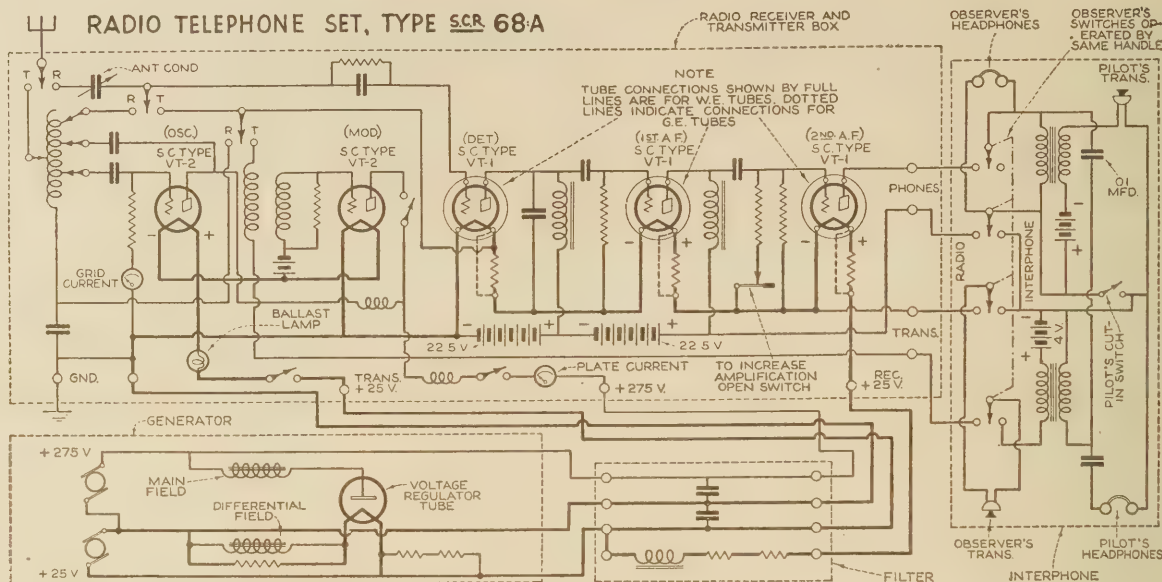 RADIO TELEPHONE SET, TYPE S.C.R. 68-A
RADIO RECEIVER AND
TRANSMITTER BOX
OBSERVER'S
HEADPHONES
OBSERVER'S
SWITCHES OP-
ERATED BY
SAME HANDLE
PILOT'S
TRANS.
T R
ANT COND
R T
R T
NOTE
TUBE CONNECTIONS SHOWN BY FULL
LINES ARE FOR W.E. TUBES. DOTTED
LINES INDICATE CONNECTIONS FOR
G.E. TUBES
(OSC)
S C TYPE
VT-2
(MOD)
S C TYPE
VT-2
(DET)
S C TYPE
VT-1
(1ST A.F.)
S C TYPE
VT-1
(2ND A.F.)
S C TYPE
VT-1
PHONES
.01
MFD.
- +
- +
- +
- +
GRID
CURRENT
BALLAST
LAMP
RADIO
INTERPHONE
- +
- +
22.5 V
- +
22.5 V
TRANS.
- +
4 V
PILOT'S CUT-
IN SWITCH
GND.
TRANS.
+ 25 V.
PLATE CURRENT
+ 275 V.
TO INCREASE
AMPLIFICATION
OPEN SWITCH
REC.
+ 25 V.
GENERATOR
+ 275 V
MAIN
FIELD
VOLTAGE
REGULATOR
TUBE
DIFFERENTIAL
FIELD
+ 25 V
FILTER
OBSERVER'S
TRANS.
PILOT'S
HEADPHONES
INTERPHONE